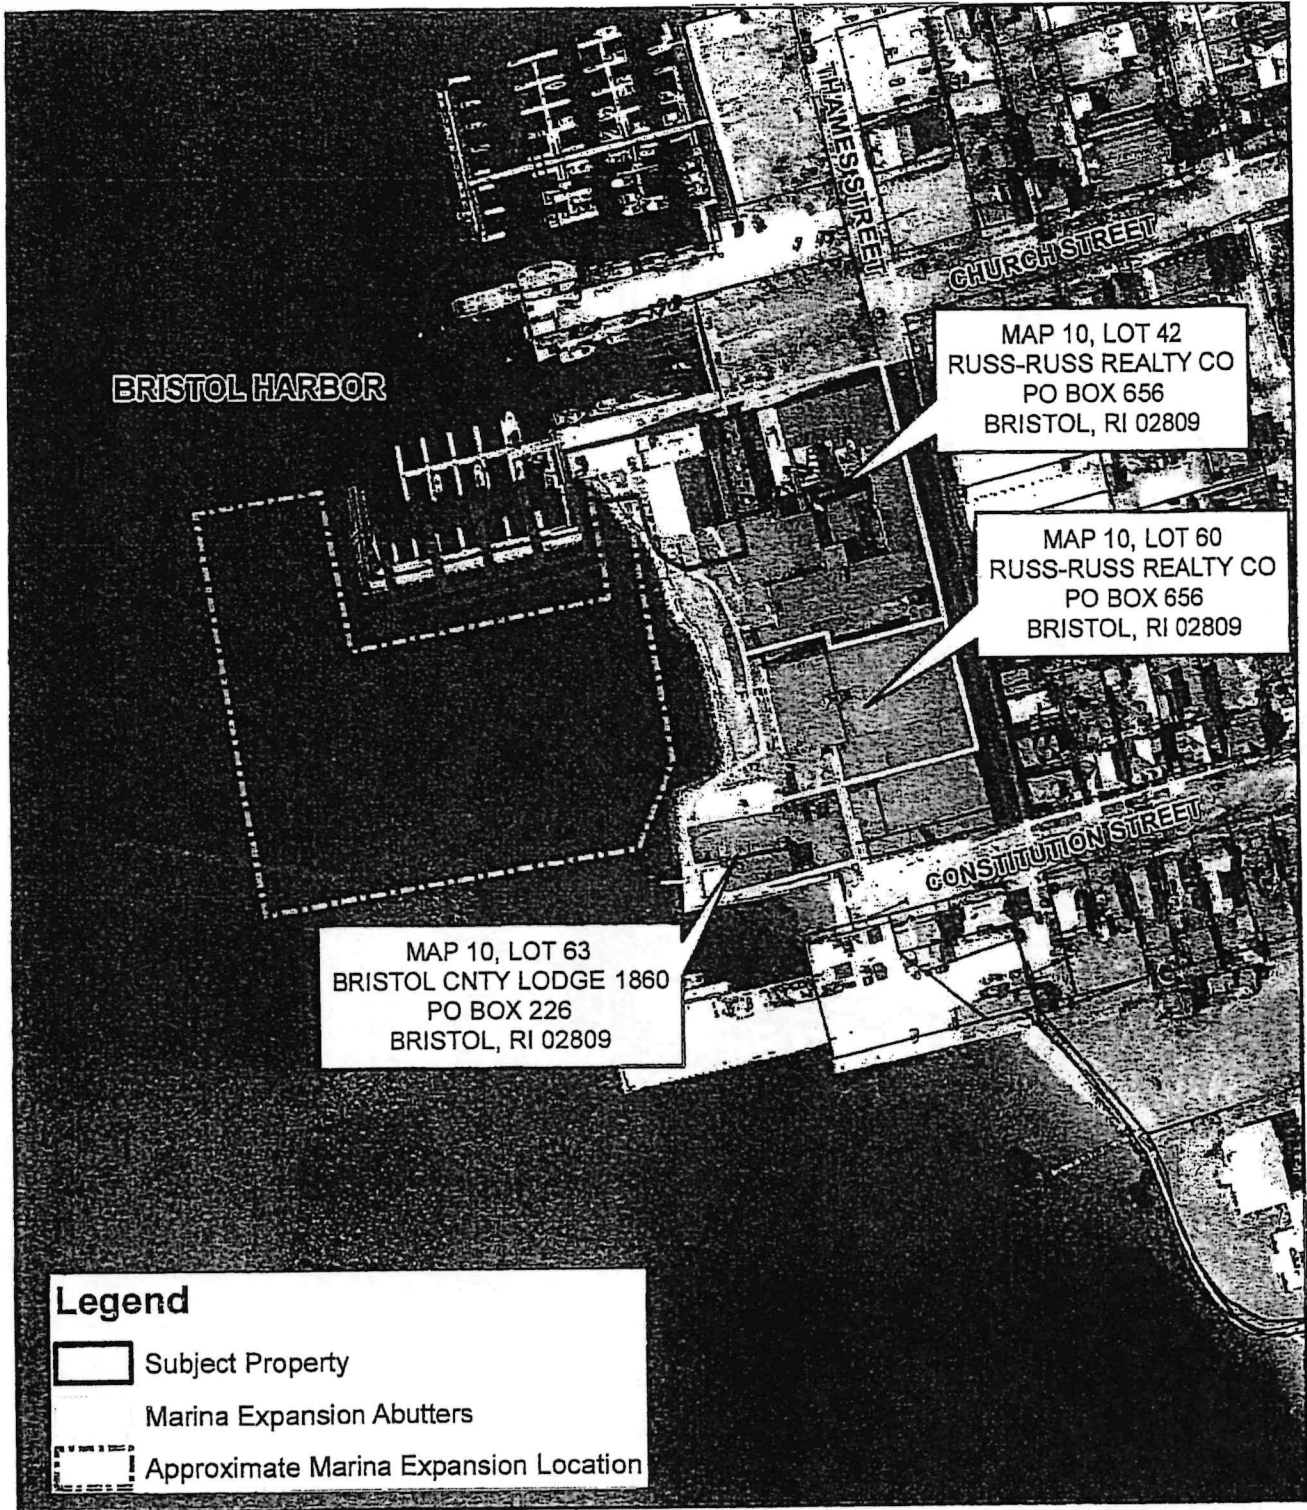 THAMES STREET
CHURCH STREET
MAP 10, LOT 42
RUSS-RUSS REALTY CO
PO BOX 656
BRISTOL, RI 02809
BRISTOL HARBOR
MAP 10, LOT 60
RUSS-RUSS REALTY CO
PO BOX 656
BRISTOL, RI 02809
CONSTITUTION STREET
MAP 10, LOT 63
BRISTOL CNTY LODGE 1860
PO BOX 226
BRISTOL, RI 02809
Legend
Subject Property
Marina Expansion Abutters
Approximate Marina Expansion Location